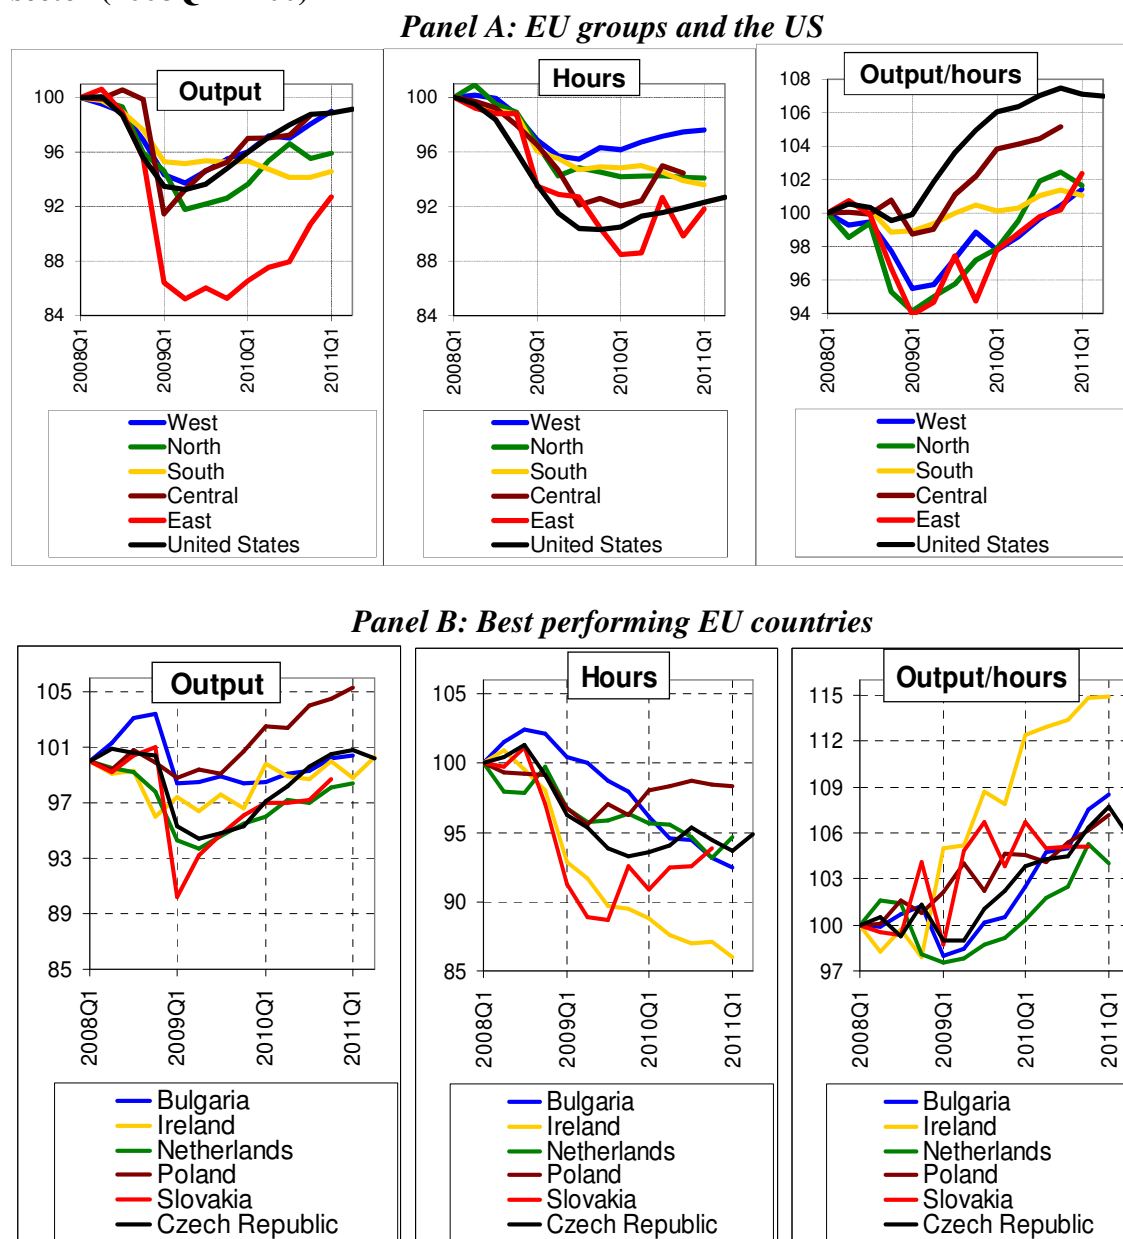 Panel A: EU groups and the US
Output
100
96
92
88
84
2008Q1
2009Q1
2010Q1
2011Q1
West
North
South
Central
East
United States
Hours
100
96
92
88
84
2008Q1
2009Q1
2010Q1
2011Q1
West
North
South
Central
East
United States
Output/hours
108
106
104
102
100
98
96
94
2008Q1
2009Q1
2010Q1
2011Q1
West
North
South
Central
East
United States
Panel B: Best performing EU countries
Output
105
101
97
93
89
85
2008Q1
2009Q1
2010Q1
2011Q1
Bulgaria
Ireland
Netherlands
Poland
Slovakia
Czech Republic
Hours
105
100
95
90
85
2008Q1
2009Q1
2010Q1
2011Q1
Bulgaria
Ireland
Netherlands
Poland
Slovakia
Czech Republic
Output/hours
115
112
109
106
103
100
97
2008Q1
2009Q1
2010Q1
2011Q1
Bulgaria
Ireland
Netherlands
Poland
Slovakia
Czech Republic